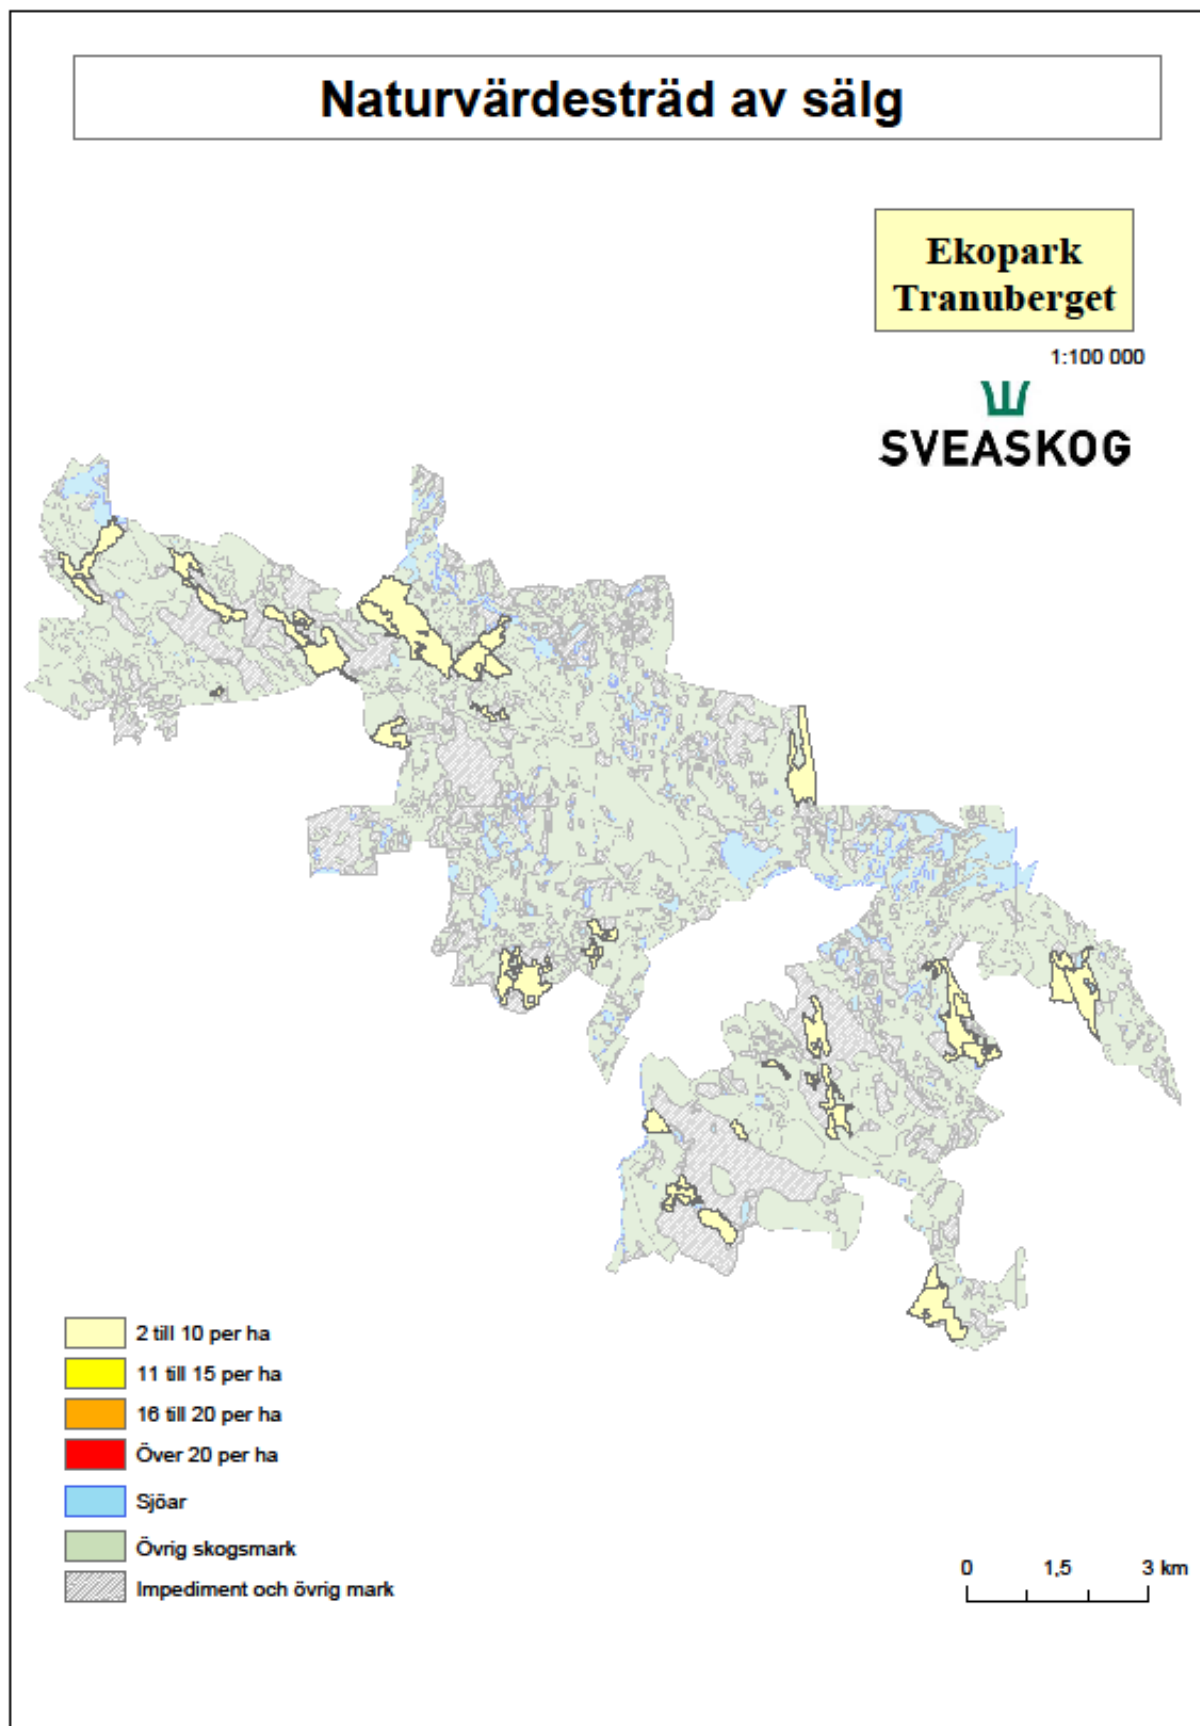 Naturvärdesträd av sälg
Ekopark
Tranuberget
1:100 000
SVEASKOG
2 till 10 per ha
11 till 15 per ha
16 till 20 per ha
Över 20 per ha
Sjöar
Övrig skogsmark
Impediment och övrig mark
0 1,5 3 km